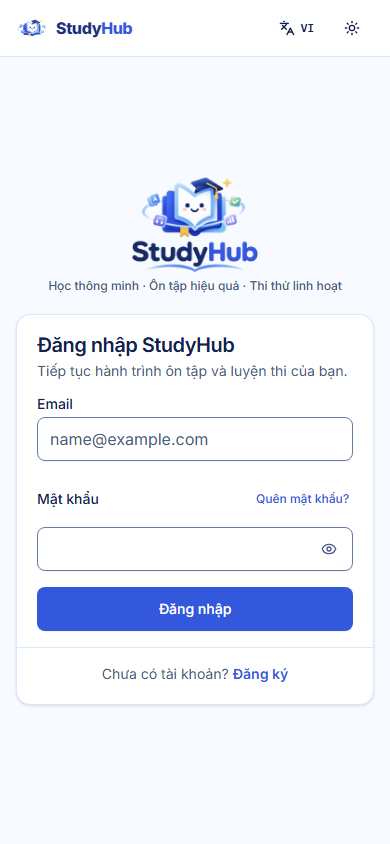 StudyHub
VI
StudyHub
Học thông minh · Ôn tập hiệu quả · Thi thử linh hoạt
Đăng nhập StudyHub
Tiếp tục hành trình ôn tập và luyện thi của bạn.
Email
name@example.com
Mật khẩu
Quên mật khẩu?
Đăng nhập
Chưa có tài khoản? Đăng ký